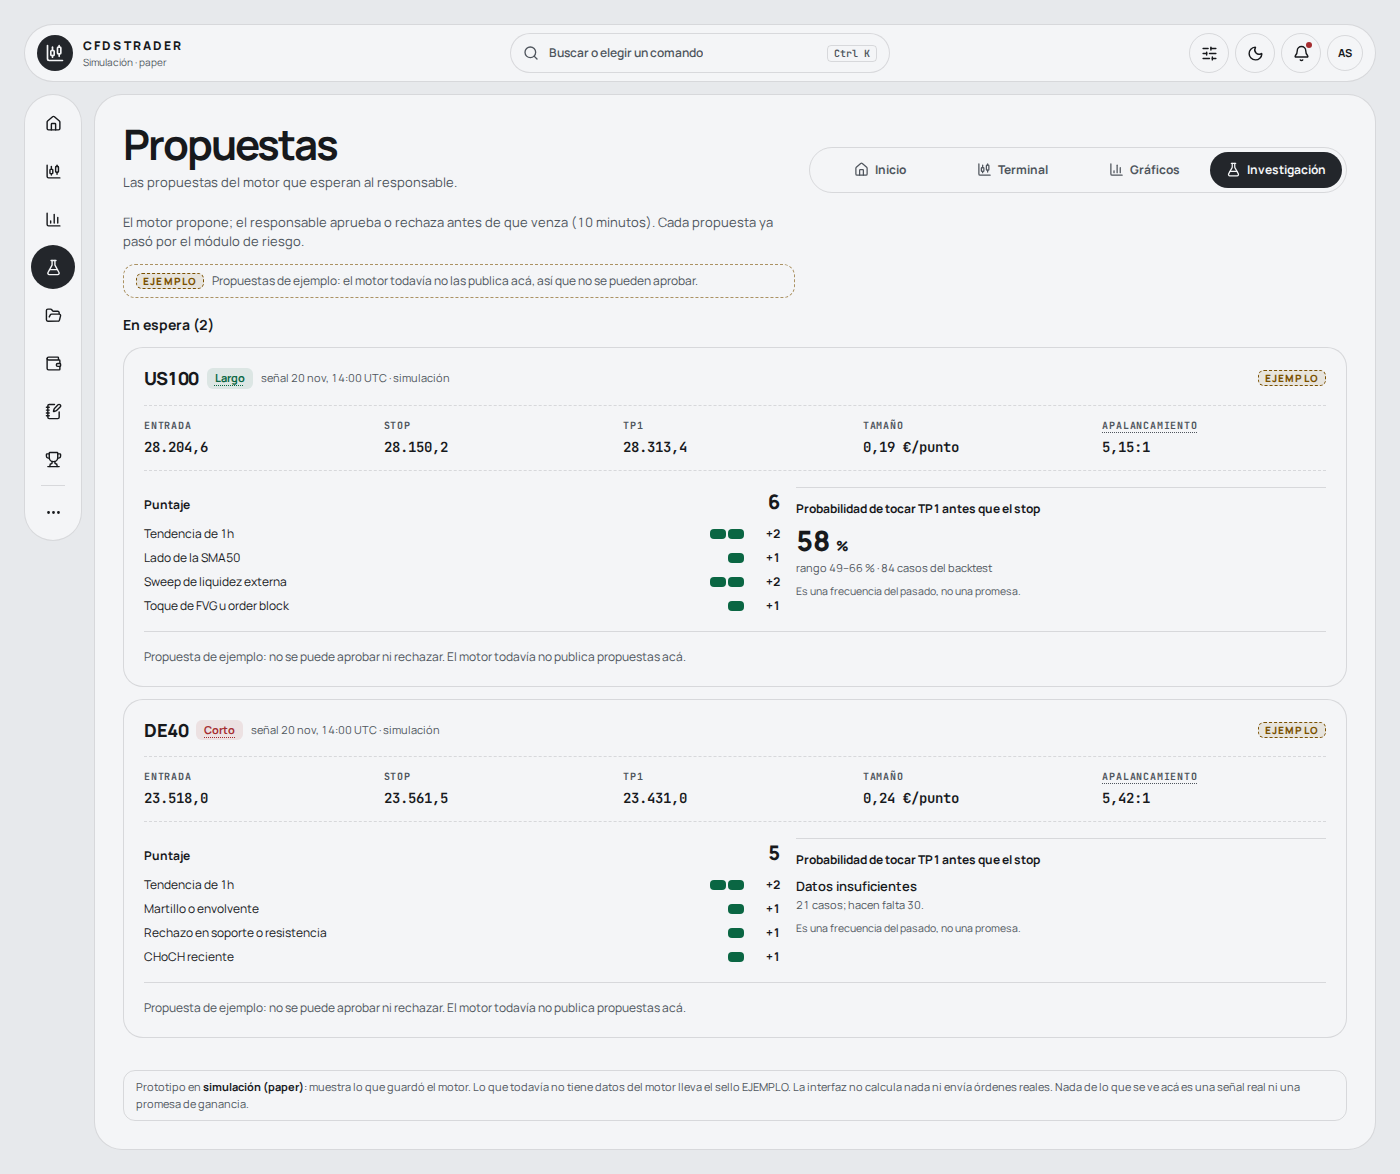 CFDSTRADER
Simulación · paper
Buscar o elegir un comando
Ctrl K
AS
Propuestas
Las propuestas del motor que esperan al responsable.
Inicio
Terminal
Gráficos
Investigación
El motor propone; el responsable aprueba o rechaza antes de que venza (10 minutos). Cada propuesta ya
pasó por el módulo de riesgo.
EJEMPLO Propuestas de ejemplo: el motor todavía no las publica acá, así que no se pueden aprobar.
En espera (2)
US100 Largo señal 20 nov, 14:00 UTC · simulación EJEMPLO
ENTRADA STOP TP1 TAMAÑO APALANCAMIENTO
28.204,6 28.150,2 28.313,4 0,19 €/punto 5,15:1
Puntaje 6
Tendencia de 1h +2
Lado de la SMA50 +1
Sweep de liquidez externa +2
Toque de FVG u order block +1
Probabilidad de tocar TP1 antes que el stop
58 %
rango 49–66 % · 84 casos del backtest
Es una frecuencia del pasado, no una promesa.
Propuesta de ejemplo: no se puede aprobar ni rechazar. El motor todavía no publica propuestas acá.
DE40 Corto señal 20 nov, 14:00 UTC · simulación EJEMPLO
ENTRADA STOP TP1 TAMAÑO APALANCAMIENTO
23.518,0 23.561,5 23.431,0 0,24 €/punto 5,42:1
Puntaje 5
Tendencia de 1h +2
Martillo o envolvente +1
Rechazo en soporte o resistencia +1
CHoCH reciente +1
Probabilidad de tocar TP1 antes que el stop
Datos insuficientes
21 casos; hacen falta 30.
Es una frecuencia del pasado, no una promesa.
Propuesta de ejemplo: no se puede aprobar ni rechazar. El motor todavía no publica propuestas acá.
Prototipo en simulación (paper): muestra lo que guardó el motor. Lo que todavía no tiene datos del motor lleva el sello EJEMPLO. La interfaz no calcula nada ni envía órdenes reales. Nada de lo que se ve acá es una señal real ni una
promesa de ganancia.